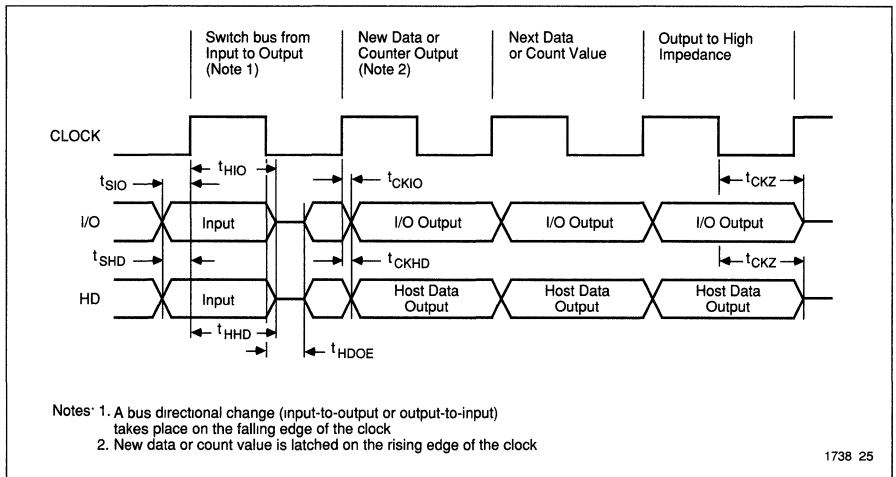 Switch bus from
Input to Output
(Note 1)
New Data or
Counter Output
(Note 2)
Next Data
or Count Value
Output to High
Impedance
CLOCK
tHIO
tCKIO
tCKZ
tSIO
I/O
Input
I/O Output
I/O Output
I/O Output
tSHD
tCKHD
tCKZ
HD
Input
Host Data
Output
Host Data
Output
Host Data
Output
tHHD
tHDOE
Notes· 1. A bus directional change (input-to-output or output-to-input)
takes place on the falling edge of the clock
2. New data or count value is latched on the rising edge of the clock
1738 25